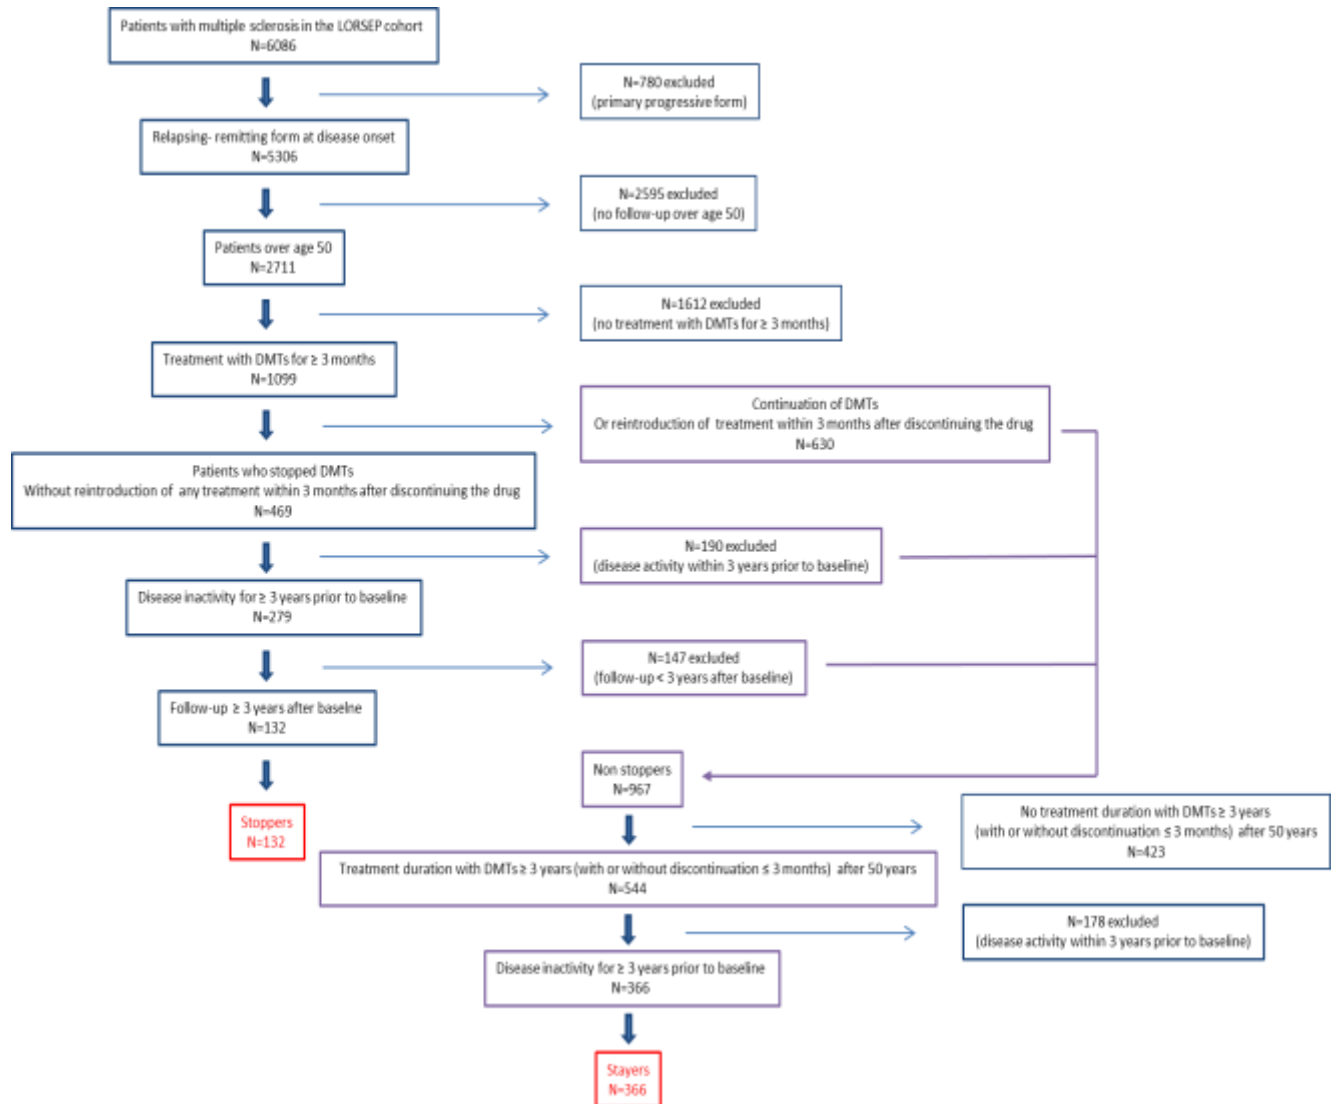 Patients with multiple sclerosis in the LORSEP cohort
N=6086
N=780 excluded
(primary progressive form)
Relapsing- remitting form at disease onset
N=5306
N=2595 excluded
(no follow-up over age 50)
Patients over age 50
N=2711
N=1612 excluded
(no treatment with DMTs for ≥ 3 months)
Treatment with DMTs for ≥ 3 months
N=1099
Continuation of DMTs
Or reintroduction of treatment within 3 months after discontinuing the drug
N=630
Patients who stopped DMTs
Without reintroduction of any treatment within 3 months after discontinuing the drug
N=469
N=190 excluded
(disease activity within 3 years prior to baseline)
Disease inactivity for ≥ 3 years prior to baseline
N=279
N=147 excluded
(follow-up < 3 years after baseline)
Follow-up ≥ 3 years after baselne
N=132
Non stoppers
N=967
Stoppers
N=132
No treatment duration with DMTs ≥ 3 years
(with or without discontinuation ≤ 3 months) after 50 years
N=423
Treatment duration with DMTs ≥ 3 years (with or without discontinuation ≤ 3 months) after 50 years
N=544
N=178 excluded
(disease activity within 3 years prior to baseline)
Disease inactivity for ≥ 3 years prior to baseline
N=366
Stayers
N=366